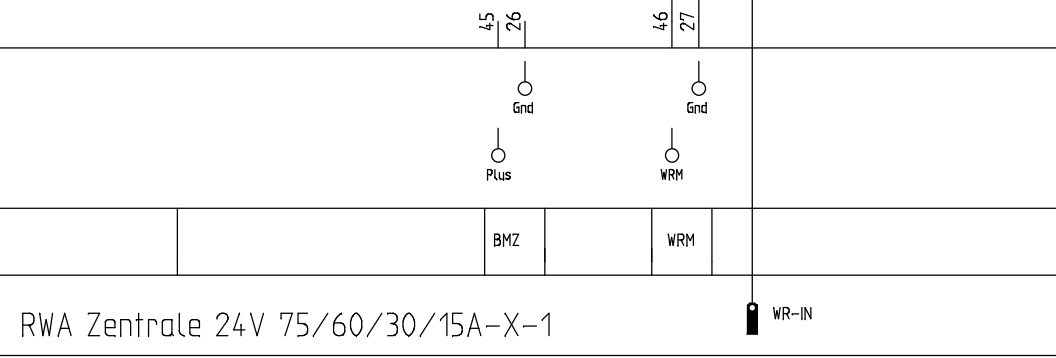 45 26 46 27
Gnd Gnd
Plus WRM
BMZ WRM
RWA Zentrale 24V 75/60/30/15A-X-1
WR-IN